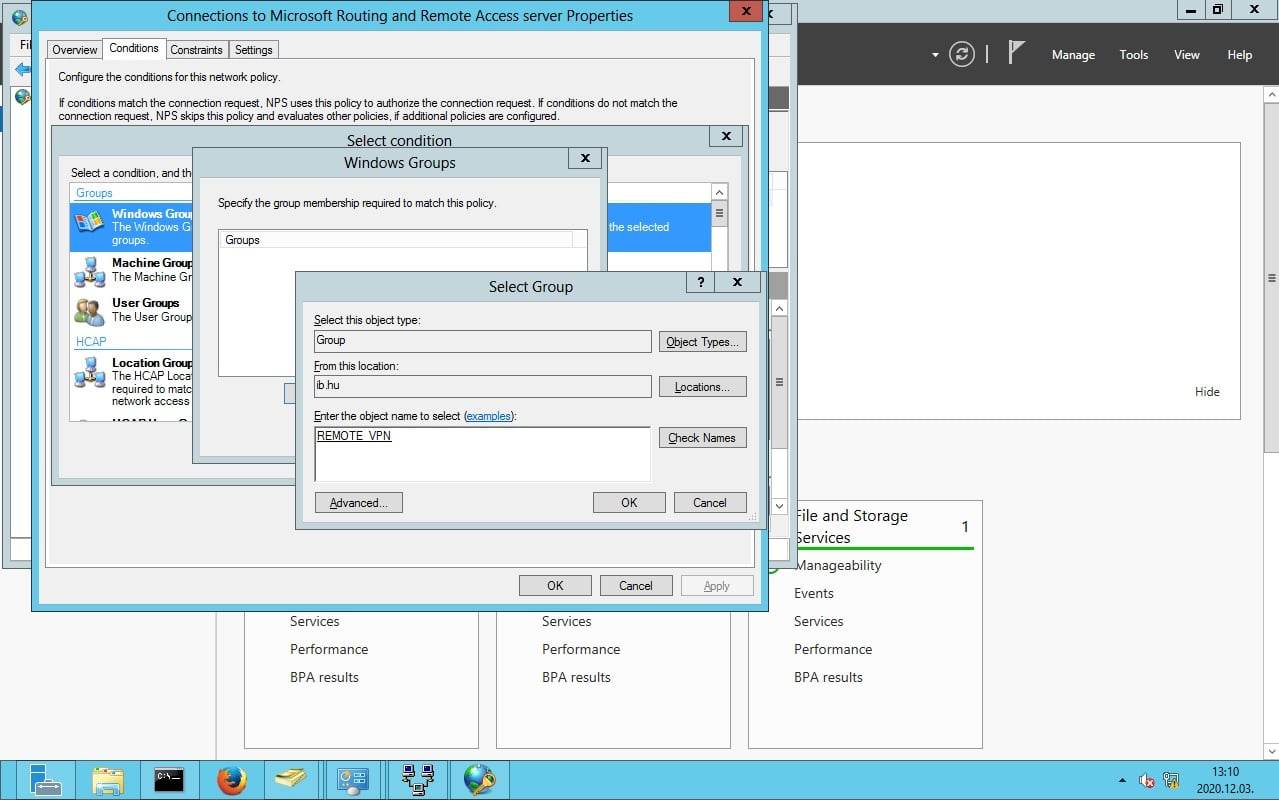 Connections to Microsoft Routing and Remote Access server Properties
X
Overview
Conditions
Constraints
Settings
Configure the conditions for this network policy.
If conditions match the connection request, NPS uses this policy to authorize the connection request. If conditions do not match the
connection request, NPS skips this policy and evaluates other policies, if additional policies are configured.
Select condition
X
Select a condition, and the
Groups
Windows Grou
The Windows G
groups.
the selected
Machine Group
The Machine Gr
User Groups
The User Group
HCAP
Location Group
The HCAP Loca
required to matc
network access
Windows Groups
X
Specify the group membership required to match this policy.
Groups
Select Group
?
X
Select this object type:
Group
Object Types...
From this location:
ib.hu
Locations...
Enter the object name to select (examples):
REMOTE_VPN
Check Names
Advanced...
OK
Cancel
OK
Cancel
Apply
Fi
X
Manage
Tools
View
Help
Hide
File and Storage
Services
1
Manageability
Events
Services
Performance
BPA results
Services
Performance
BPA results
Services
Performance
BPA results
C:\_
13:10
2020.12.03.